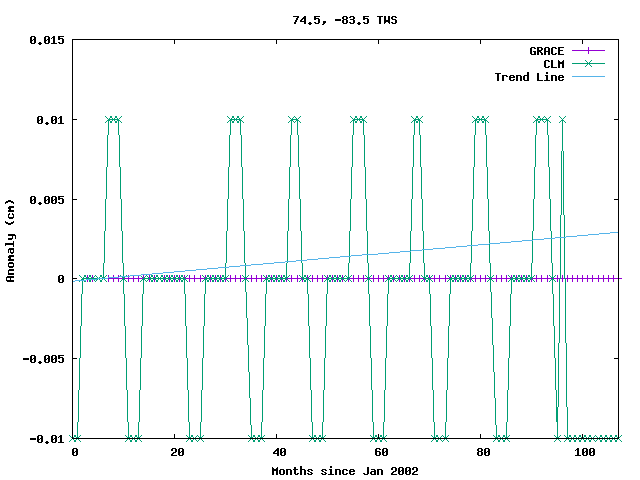 74.5, -83.5 TWS
GRACE
CLM
Trend Line
0.015
0.01
0.005
0
-0.005
-0.01
Anomaly (cm)
0 20 40 60 80 100
Months since Jan 2002